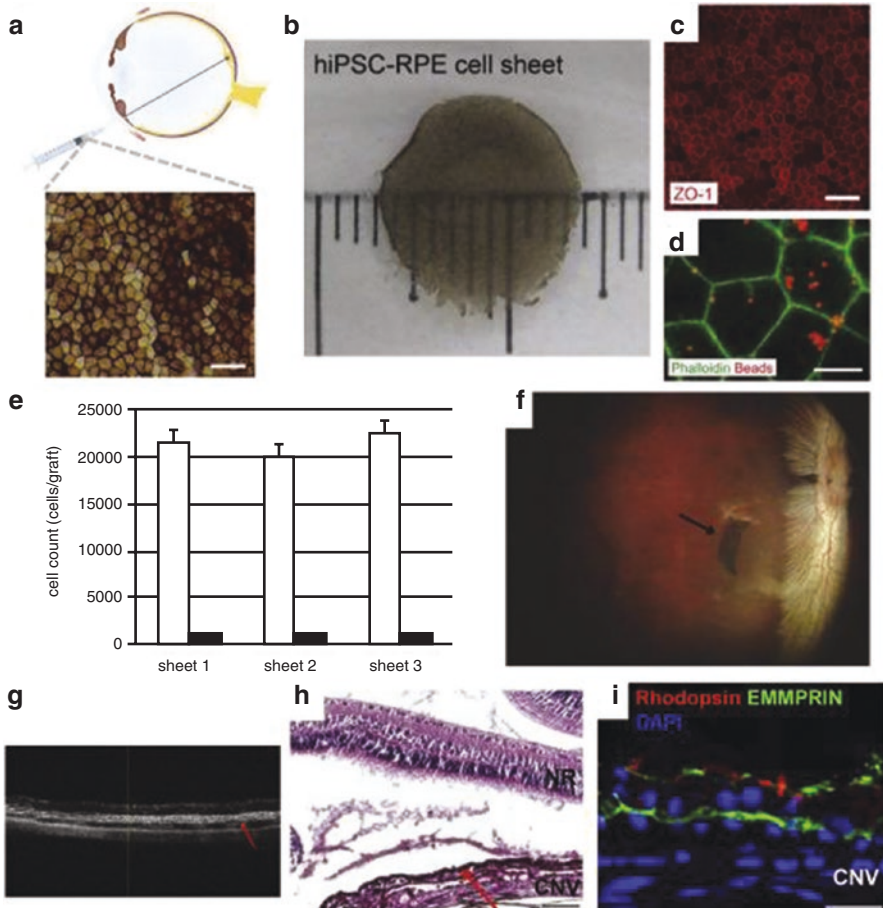 a
b
hiPSC-RPE cell sheet
c
ZO-1
d
Phalloidin Beads
e
25000
20000
15000
10000
5000
0
cell count (cells/graft)
sheet 1
sheet 2
sheet 3
f
g
h
NR
CNV
i
Rhodopsin EMMPRIN
DAPI
CNV